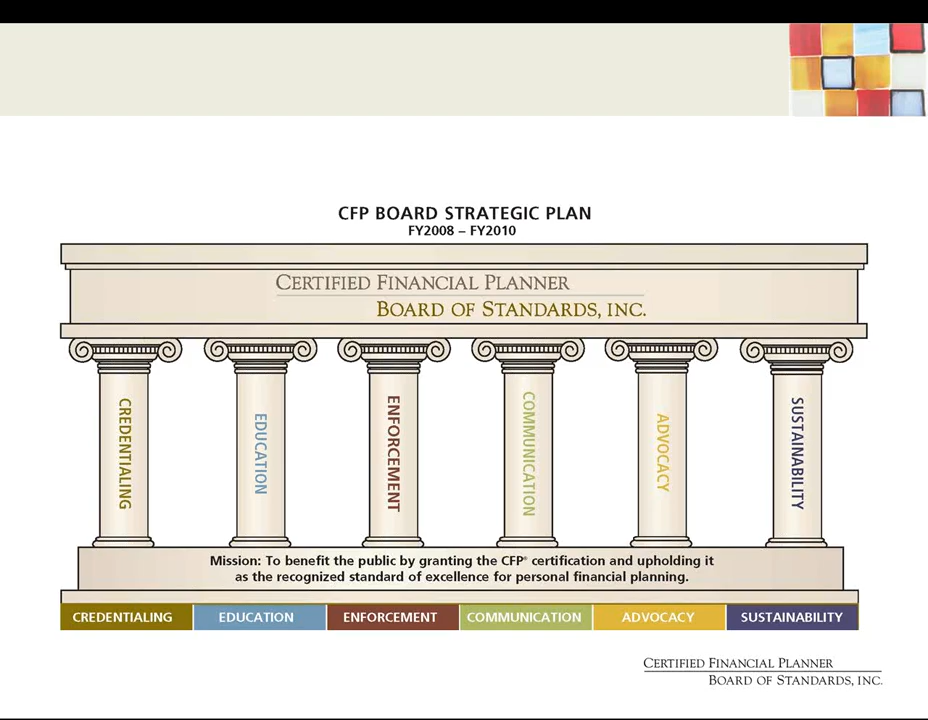 CFP BOARD STRATEGIC PLAN
FY2008 – FY2010
CERTIFIED FINANCIAL PLANNER
BOARD OF STANDARDS, INC.
CREDENTIALING
EDUCATION
ENFORCEMENT
COMMUNICATION
ADVOCACY
SUSTAINABILITY
Mission: To benefit the public by granting the CFP® certification and upholding it
as the recognized standard of excellence for personal financial planning.
CREDENTIALING EDUCATION ENFORCEMENT COMMUNICATION ADVOCACY SUSTAINABILITY
CERTIFIED FINANCIAL PLANNER
BOARD OF STANDARDS, INC.